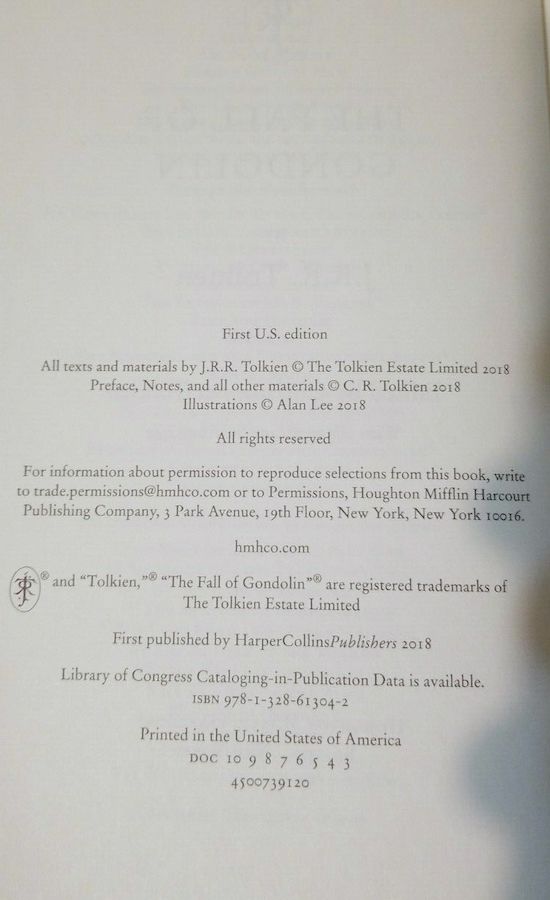 THE FALL OF
GONDOLIN
J.R.R. Tolkien
First U.S. edition
All texts and materials by J.R.R. Tolkien © The Tolkien Estate Limited 2018
Preface, Notes, and all other materials © C. R. Tolkien 2018
Illustrations © Alan Lee 2018
All rights reserved
For information about permission to reproduce selections from this book, write
to trade.permissions@hmhco.com or to Permissions, Houghton Mifflin Harcourt
Publishing Company, 3 Park Avenue, 19th Floor, New York, New York 10016.
hmhco.com
® and “Tolkien,”® “The Fall of Gondolin”® are registered trademarks of
The Tolkien Estate Limited
First published by HarperCollinsPublishers 2018
Library of Congress Cataloging-in-Publication Data is available.
ISBN 978-1-328-61304-2
Printed in the United States of America
DOC 10 9 8 7 6 5 4 3
4500739120